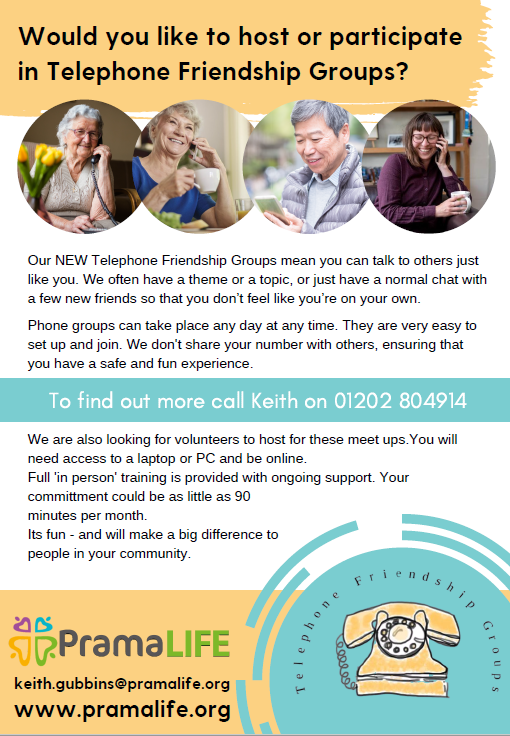 Would you like to host or participate
in Telephone Friendship Groups?
Our NEW Telephone Friendship Groups mean you can talk to others just
like you. We often have a theme or a topic, or just have a normal chat with
a few new friends so that you don’t feel like you’re on your own.
Phone groups can take place any day at any time. They are very easy to
set up and join. We don’t share your number with others, ensuring that
you have a safe and fun experience.
To find out more call Keith on 01202 804914
We are also looking for volunteers to host for these meet ups.You will
need access to a laptop or PC and be online.
Full 'in person' training is provided with ongoing support. Your
committment could be as little as 90
minutes per month.
Its fun - and will make a big difference to
people in your community.
Telephone Friendship Groups
PramaLIFE
keith.gubbins@pramalife.org
www.pramalife.org